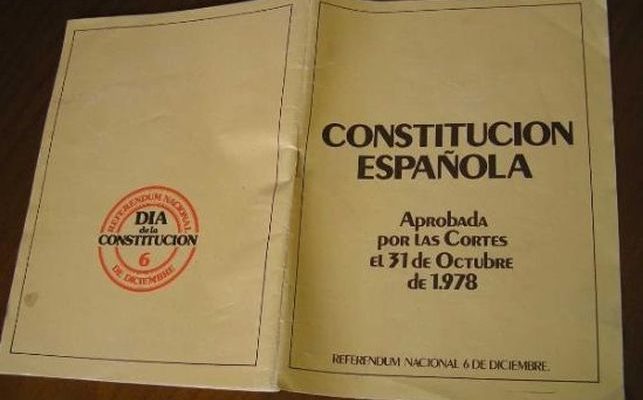 REFERENDUM NACIONAL
DIA
de la
CONSTITUCION
6
DE DICIEMBRE
CONSTITUCION
ESPAÑOLA
APROBADA
POR LAS CORTES
el 31 de OCTUBRE
de 1.978
REFERENDUM NACIONAL 6 DE DICIEMBRE.